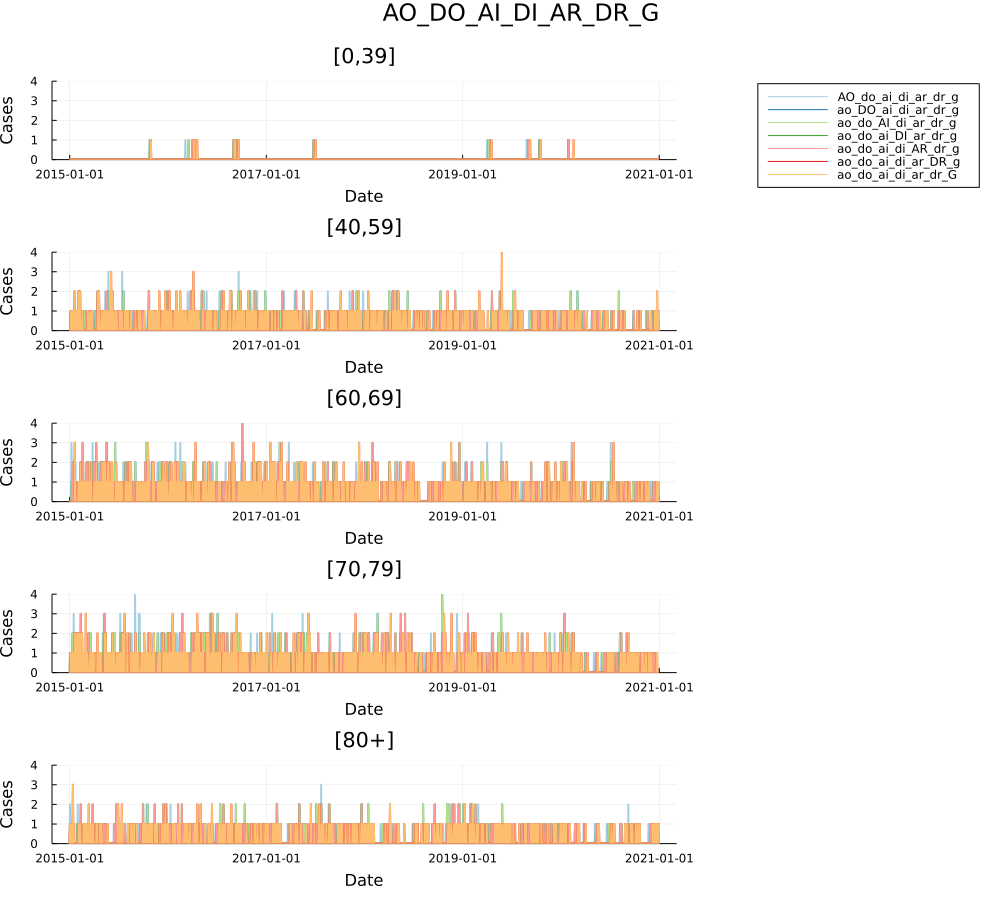 AO_DO_AI_DI_AR_DR_G
[0,39]
4
3
2
1
0
Cases
2015-01-01 2017-01-01 2019-01-01 2021-01-01
Date
AO_do_ai_di_ar_dr_g
ao_DO_ai_di_ar_dr_g
ao_do_AI_di_ar_dr_g
ao_do_ai_DI_ar_dr_g
ao_do_ai_di_AR_dr_g
ao_do_ai_di_ar_DR_g
ao_do_ai_di_ar_dr_G
[40,59]
4
3
2
1
0
Cases
2015-01-01 2017-01-01 2019-01-01 2021-01-01
Date
[60,69]
4
3
2
1
0
Cases
2015-01-01 2017-01-01 2019-01-01 2021-01-01
Date
[70,79]
4
3
2
1
0
Cases
2015-01-01 2017-01-01 2019-01-01 2021-01-01
Date
[80+]
4
3
2
1
0
Cases
2015-01-01 2017-01-01 2019-01-01 2021-01-01
Date